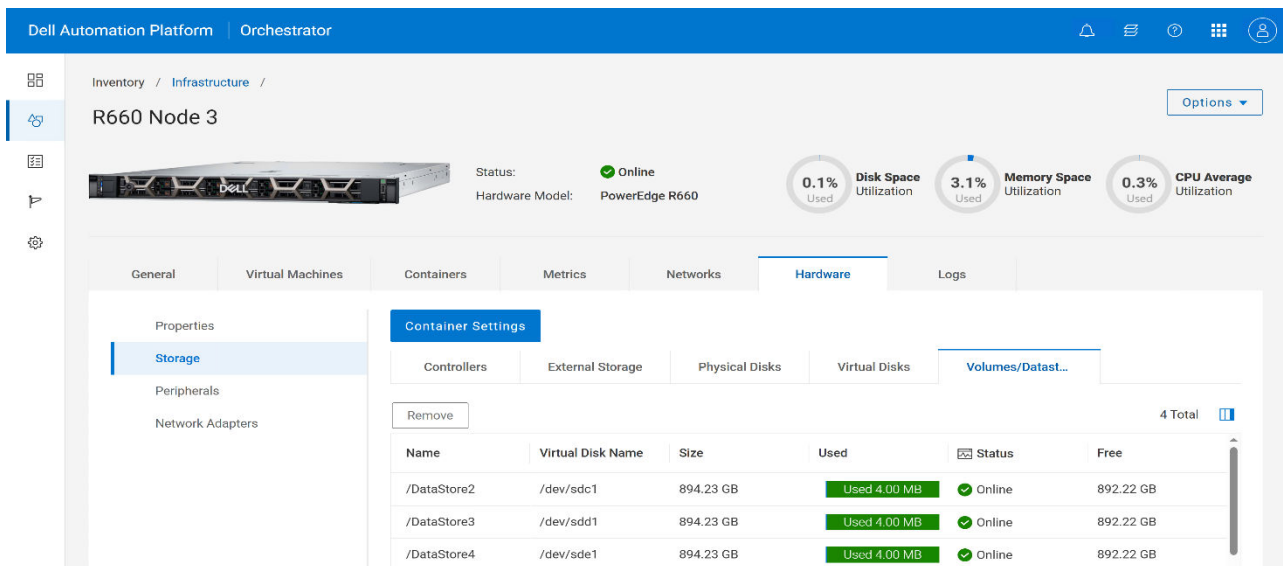 Dell Automation Platform | Orchestrator
Inventory / Infrastructure /
R660 Node 3
Options
DELL
Status: Online
Hardware Model: PowerEdge R660
0.1% Used Disk Space Utilization
3.1% Used Memory Space Utilization
0.3% Used CPU Average Utilization
General Virtual Machines Containers Metrics Networks Hardware Logs
Properties
Storage
Peripherals
Network Adapters
Container Settings
Controllers External Storage Physical Disks Virtual Disks Volumes/Datast...
Remove 4 Total
Name Virtual Disk Name Size Used Status Free
/DataStore2 /dev/sdc1 894.23 GB Used 4.00 MB Online 892.22 GB
/DataStore3 /dev/sdd1 894.23 GB Used 4.00 MB Online 892.22 GB
/DataStore4 /dev/sde1 894.23 GB Used 4.00 MB Online 892.22 GB